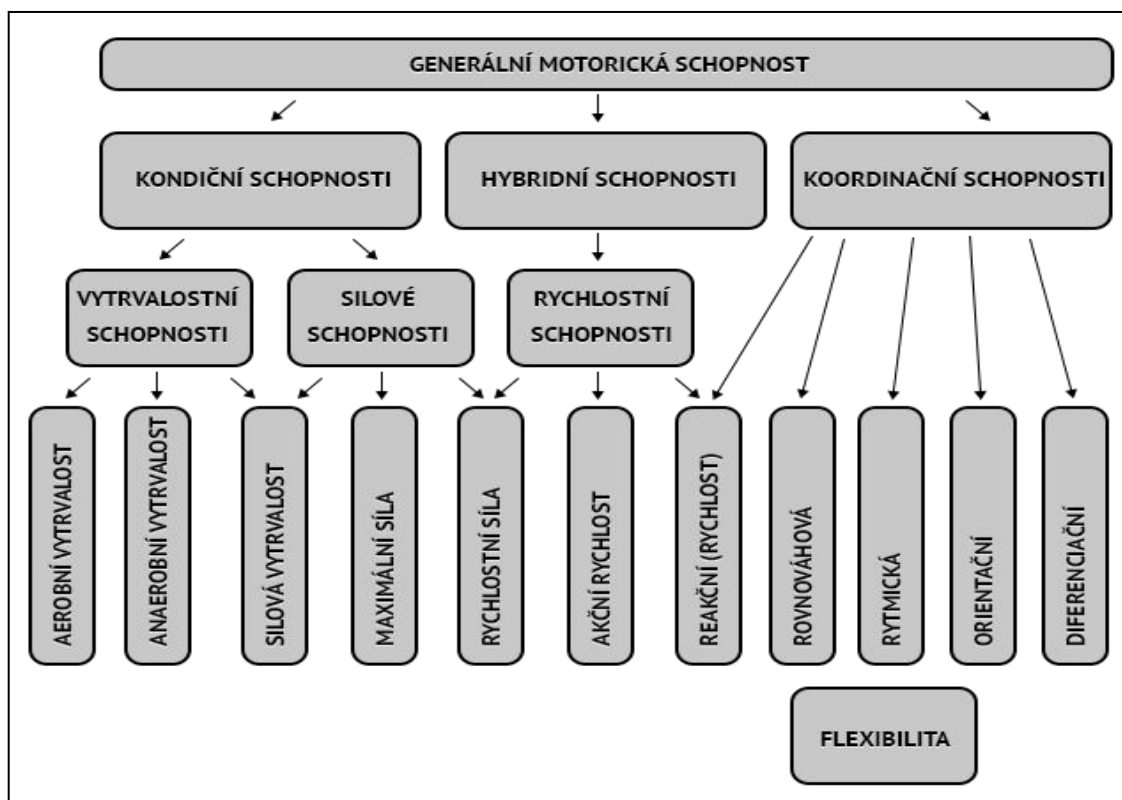 GENERÁLNÍ MOTORICKÁ SCHOPNOST
KONDIČNÍ SCHOPNOSTI
HYBRIDNÍ SCHOPNOSTI
KOORDINAČNÍ SCHOPNOSTI
VYTRVALOSTNÍ
SCHOPNOSTI
SILOVÉ
SCHOPNOSTI
RYCHLOSTNÍ
SCHOPNOSTI
AEROBNÍ VYTRVALOST
ANAEROBNÍ VYTRVALOST
SILOVÁ VYTRVALOST
MAXIMÁLNÍ SÍLA
RYCHLOSTNÍ SÍLA
AKČNÍ RYCHLOST
REAKČNÍ (RYCHLOST)
ROVNOVÁHOVÁ
RYTMICKÁ
ORIENTAČNÍ
DIFERENCIAČNÍ
FLEXIBILITA